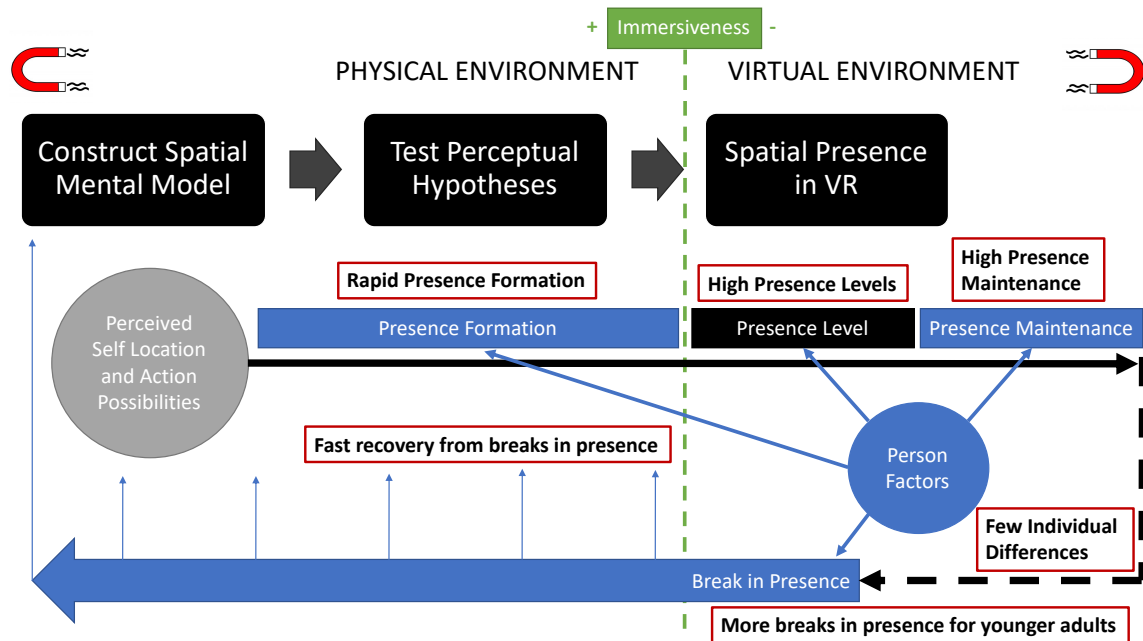 + Immersiveness -
PHYSICAL ENVIRONMENT
VIRTUAL ENVIRONMENT
Construct Spatial
Mental Model
Test Perceptual
Hypotheses
Spatial Presence
in VR
Rapid Presence Formation
High Presence Levels
High Presence
Maintenance
Perceived
Self Location
and Action
Possibilities
Presence Formation
Presence Level
Presence Maintenance
Fast recovery from breaks in presence
Person
Factors
Few Individual
Differences
Break in Presence
More breaks in presence for younger adults